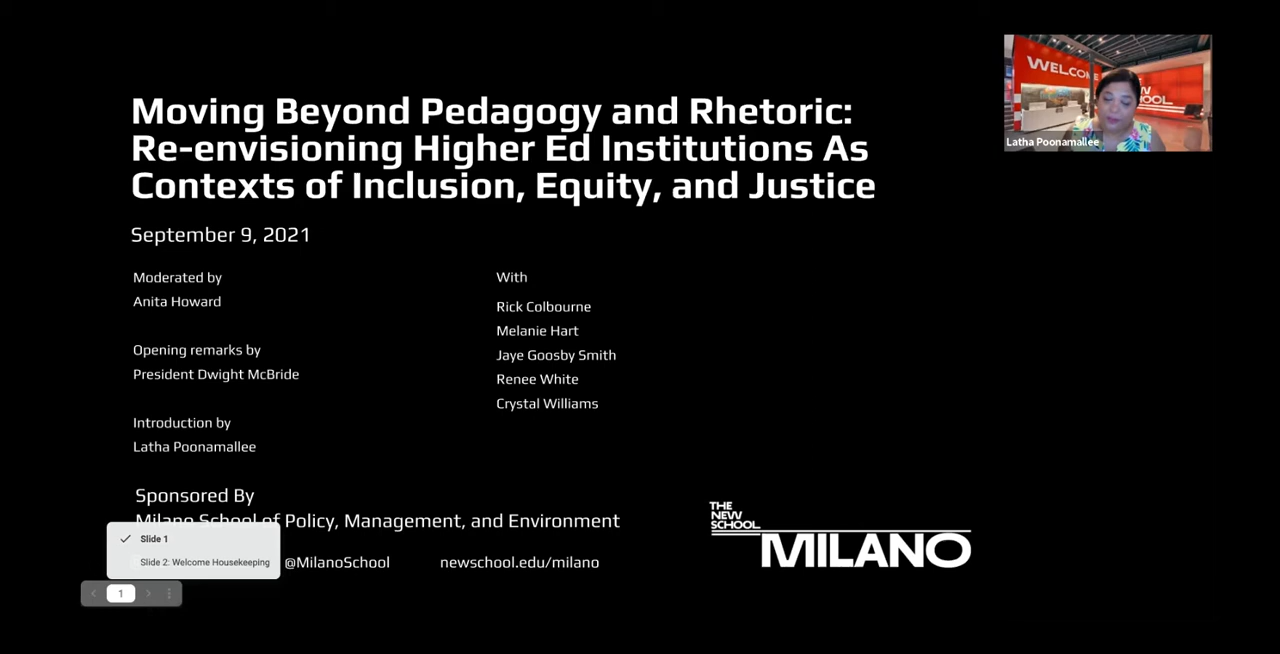 Moving Beyond Pedagogy and Rhetoric:
Re-envisioning Higher Ed Institutions As
Contexts of Inclusion, Equity, and Justice
September 9, 2021
Moderated by
Anita Howard
Opening remarks by
President Dwight McBride
Introduction by
Latha Poonamallee
With
Rick Colbourne
Melanie Hart
Jaye Goosby Smith
Renee White
Crystal Williams
Sponsored By
Milano School of Policy, Management, and Environment
@MilanoSchool
newschool.edu/milano
Slide 1
Slide 2: Welcome Housekeeping
1
THE
NEW
SCHOOL
MILANO
WELCOME
SCHOOL
Latha Poonamallee